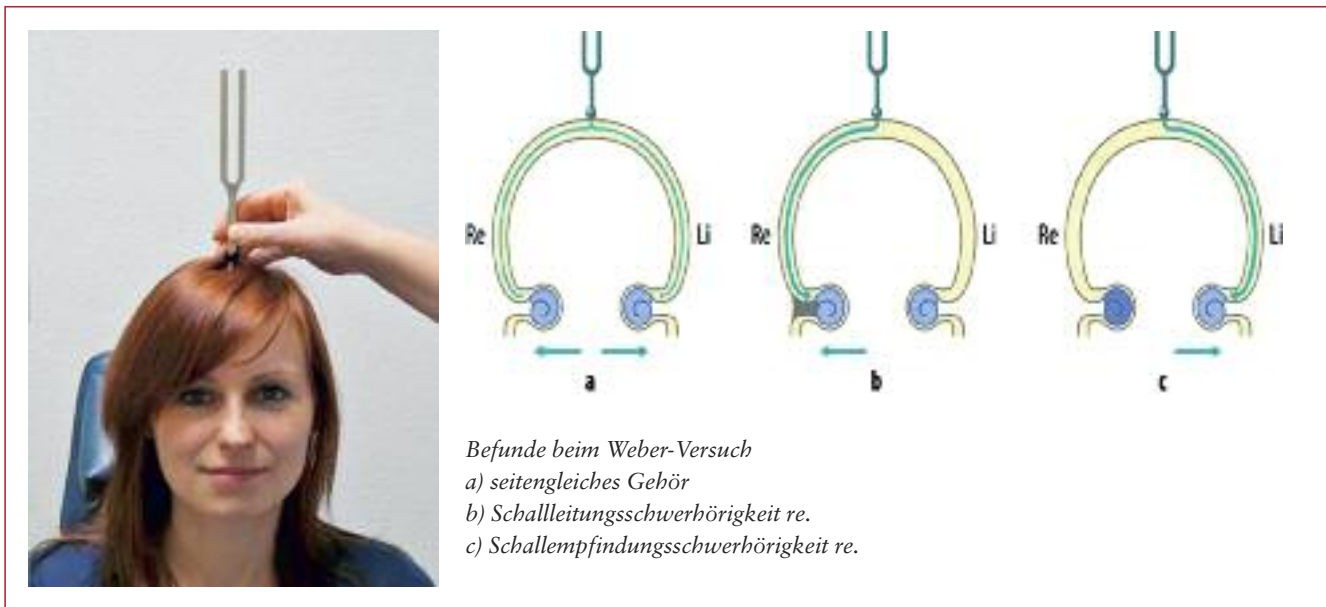 Re Li Re Li Re Li
a b c
Befunde beim Weber-Versuch
a) seitengleiches Gehör
b) Schallleitungsschwerhörigkeit re.
c) Schallempfindungsschwerhörigkeit re.